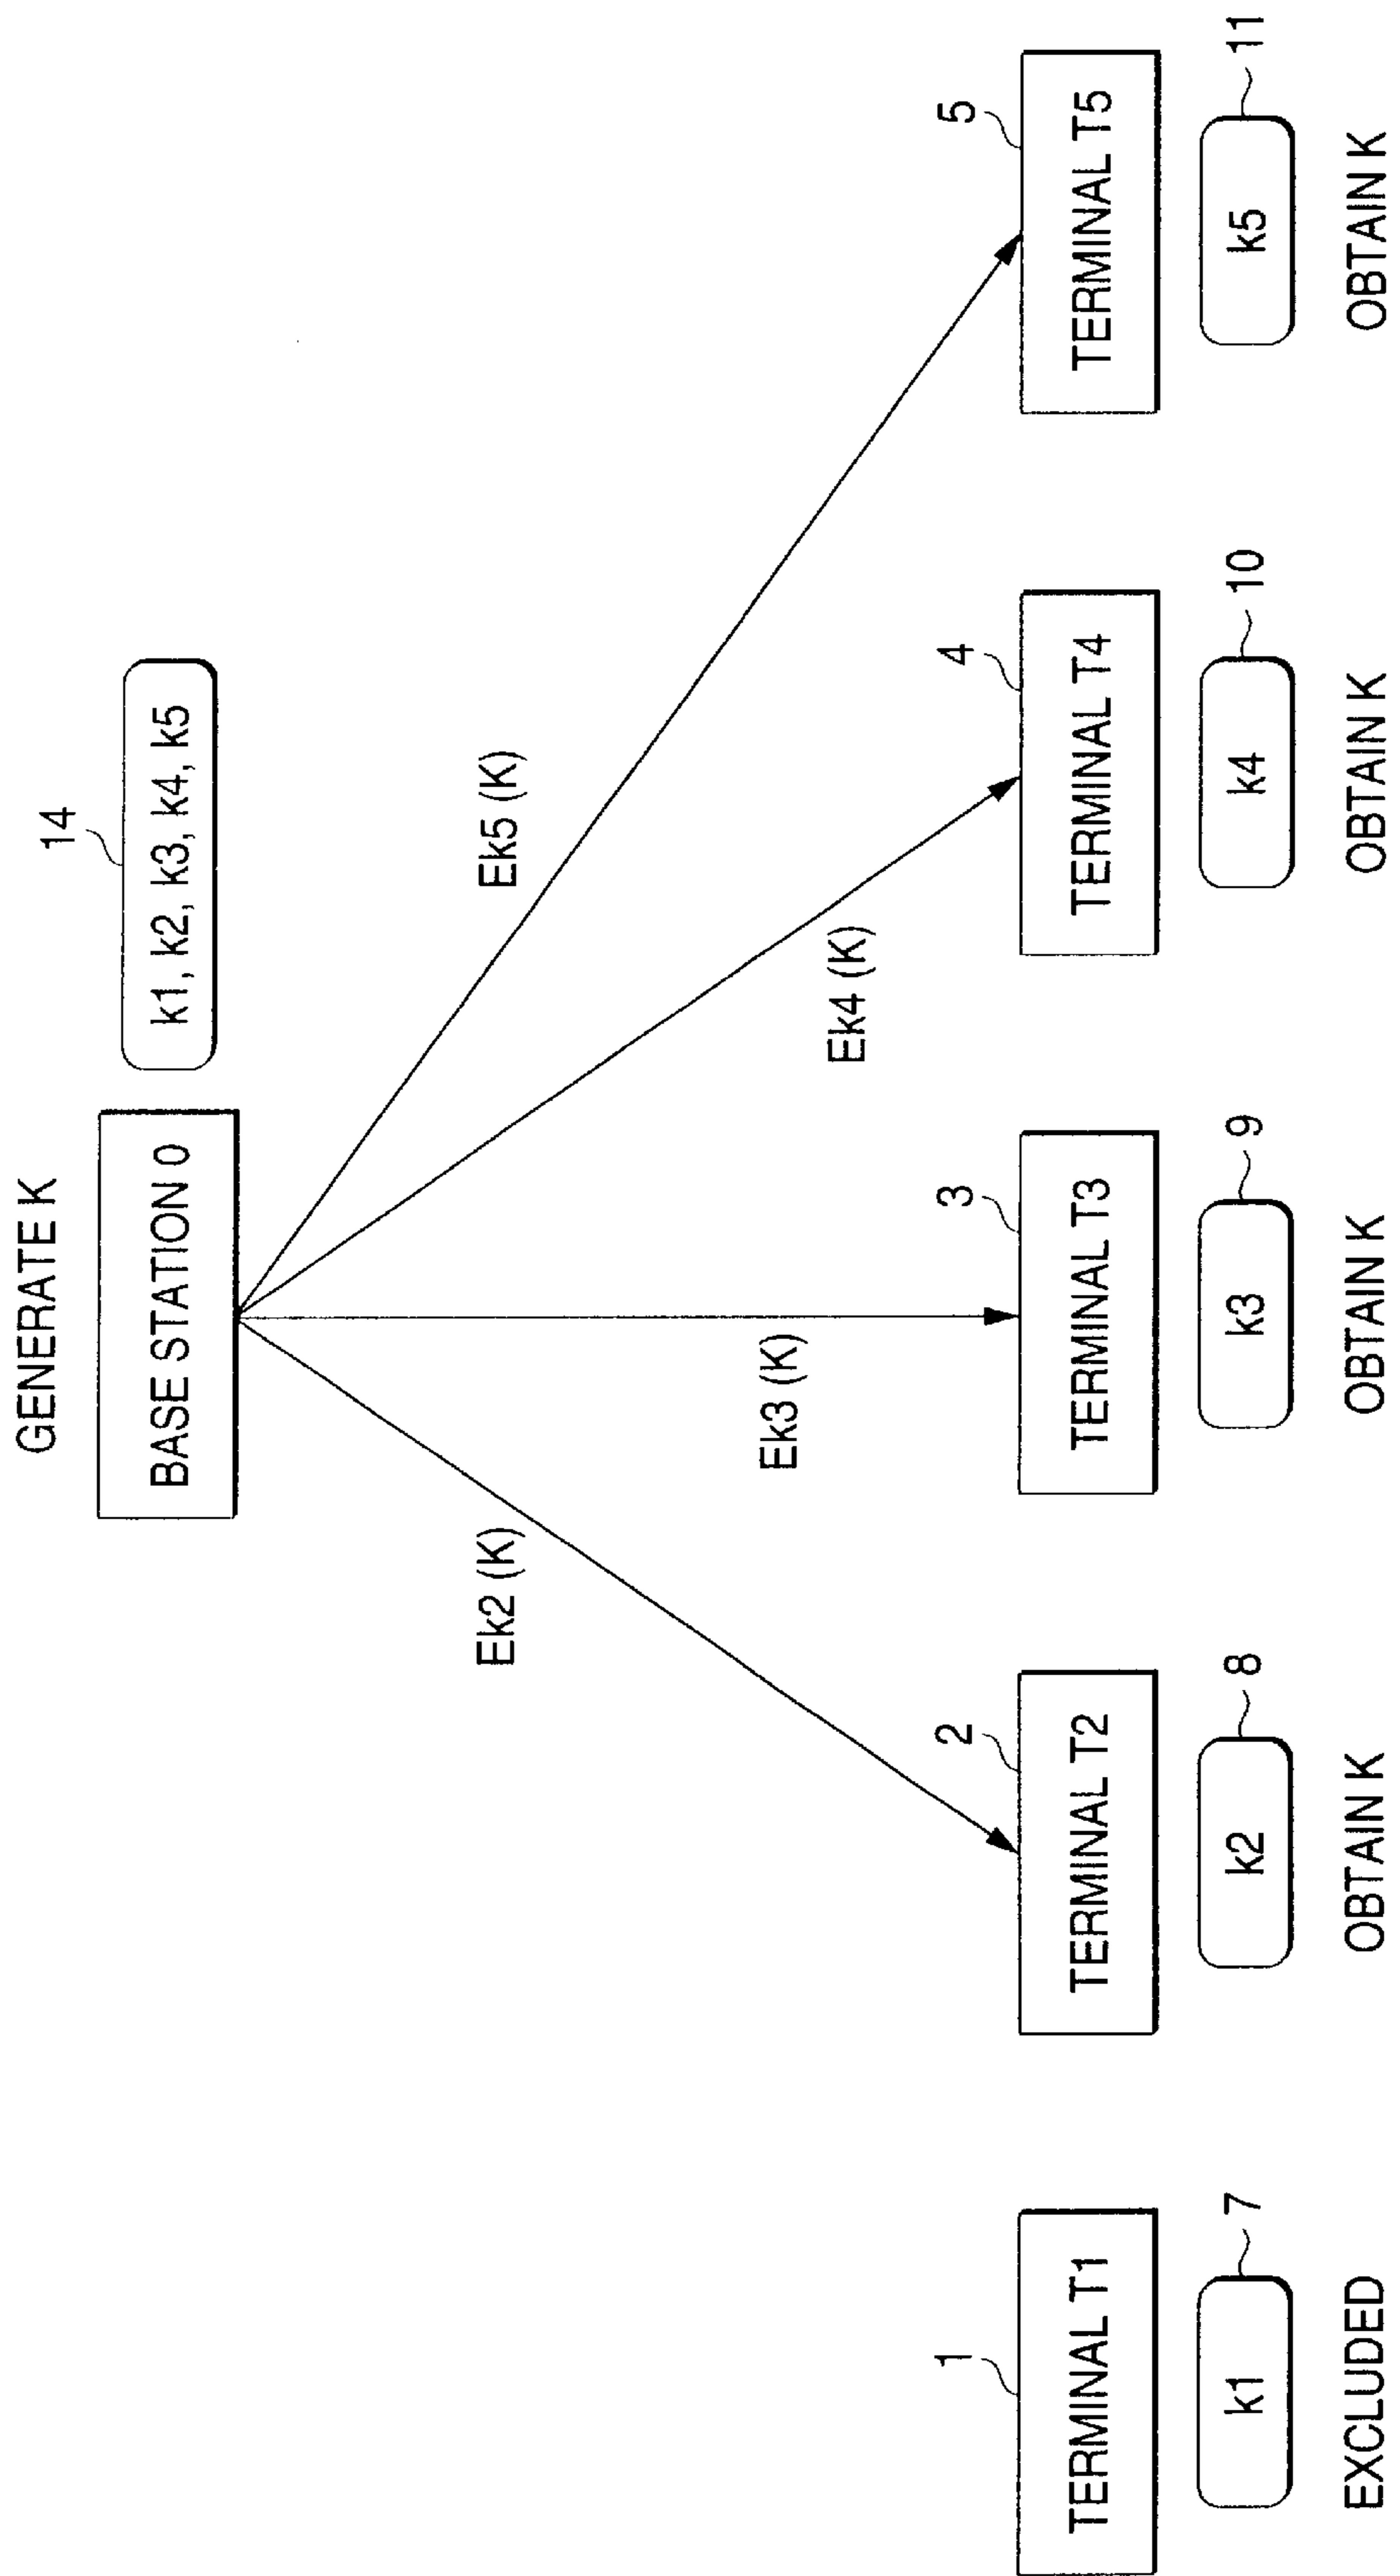 GENERATE K
BASE STATION 0
14
k1, k2, k3, k4, k5
Ek2 (K)
Ek3 (K)
Ek4 (K)
Ek5 (K)
1
2
3
4
5
TERMINAL T1
TERMINAL T2
TERMINAL T3
TERMINAL T4
TERMINAL T5
k1
7
k2
8
k3
9
k4
10
k5
11
EXCLUDED
OBTAIN K
OBTAIN K
OBTAIN K
OBTAIN K